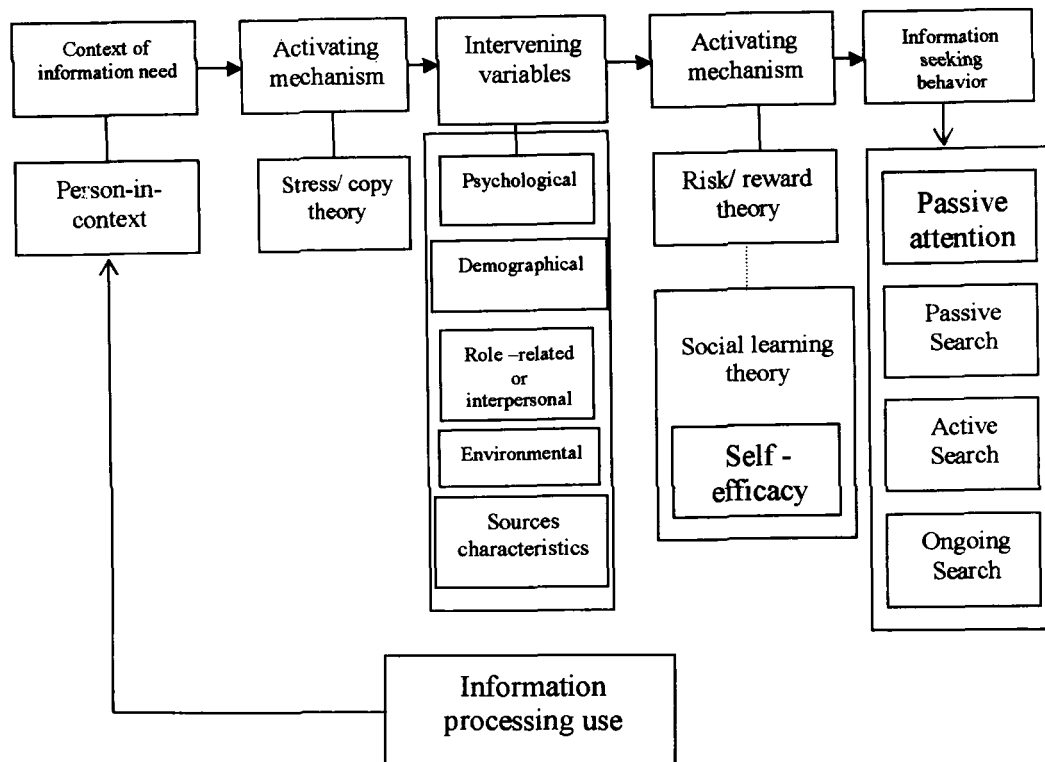 Context of
information need
Activating
mechanism
Intervening
variables
Activating
mechanism
Information
seeking
behavior
Person-in-
context
Stress/ copy
theory
Psychological
Demographical
Role –related
or
interpersonal
Environmental
Sources
characteristics
Risk/ reward
theory
Social learning
theory
Self -
efficacy
Passive
attention
Passive
Search
Active
Search
Ongoing
Search
Information
processing use